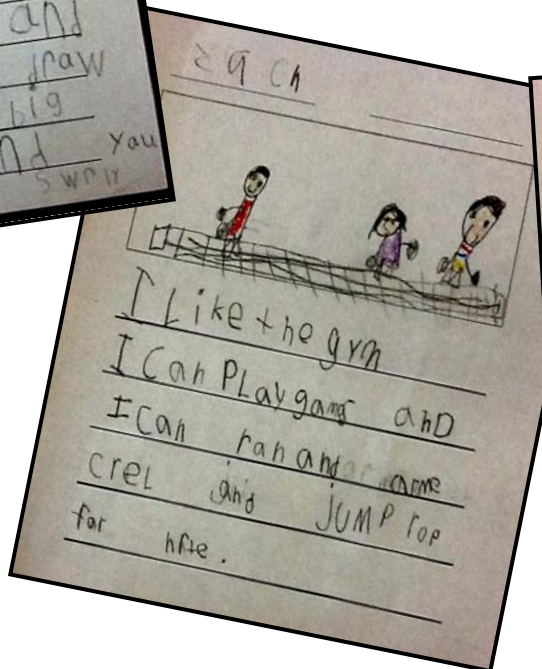 and
draw
big
nd you
zach
I Like the gym
I Can PLay gams anD
I can ran and arme
creL and JUMP roP
for hfte.